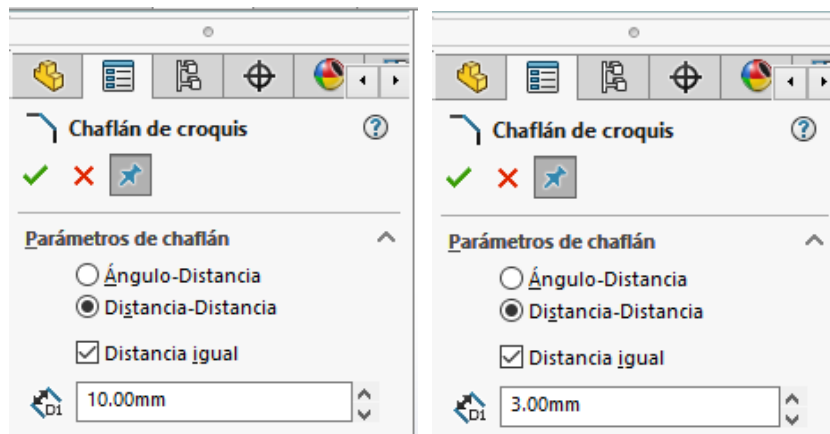 Chaflán de croquis
Parámetros de chaflán
Ángulo-Distancia
Distancia-Distancia
Distancia igual
D1
10.00mm
Chaflán de croquis
Parámetros de chaflán
Ángulo-Distancia
Distancia-Distancia
Distancia igual
D1
3.00mm